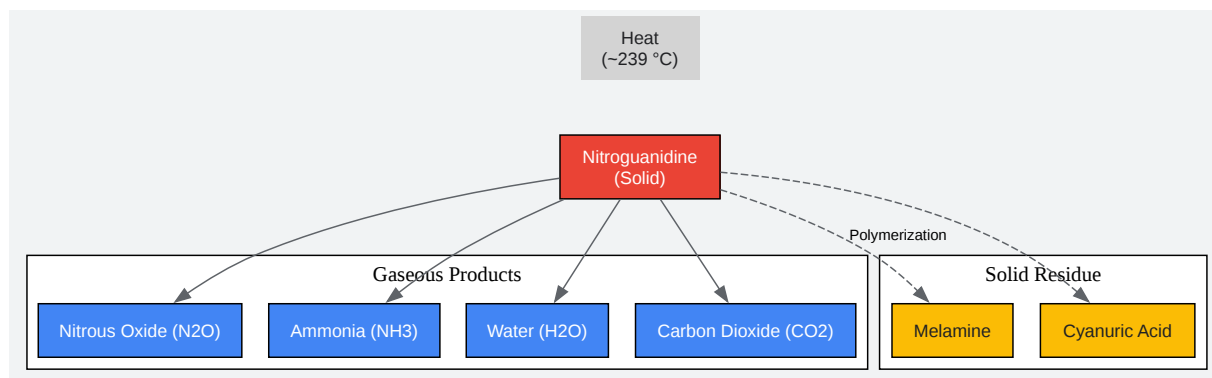 Heat
(~239 °C)
Nitroguanidine
(Solid)
Polymerization
Gaseous Products
Solid Residue
Nitrous Oxide (N2O)
Ammonia (NH3)
Water (H2O)
Carbon Dioxide (CO2)
Melamine
Cyanuric Acid